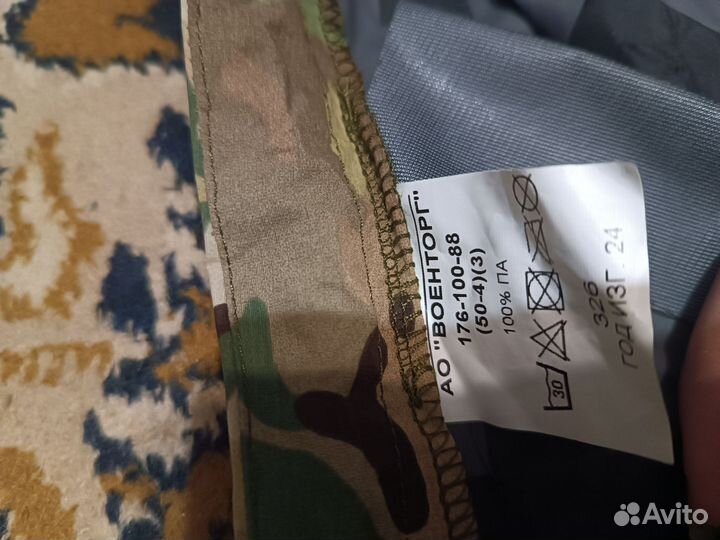 АО "ВОЕНТОРГ"
176-100-88
(50-4)(3)
100% ПА
30
326
ГОД ИЗГ. 24
Avito